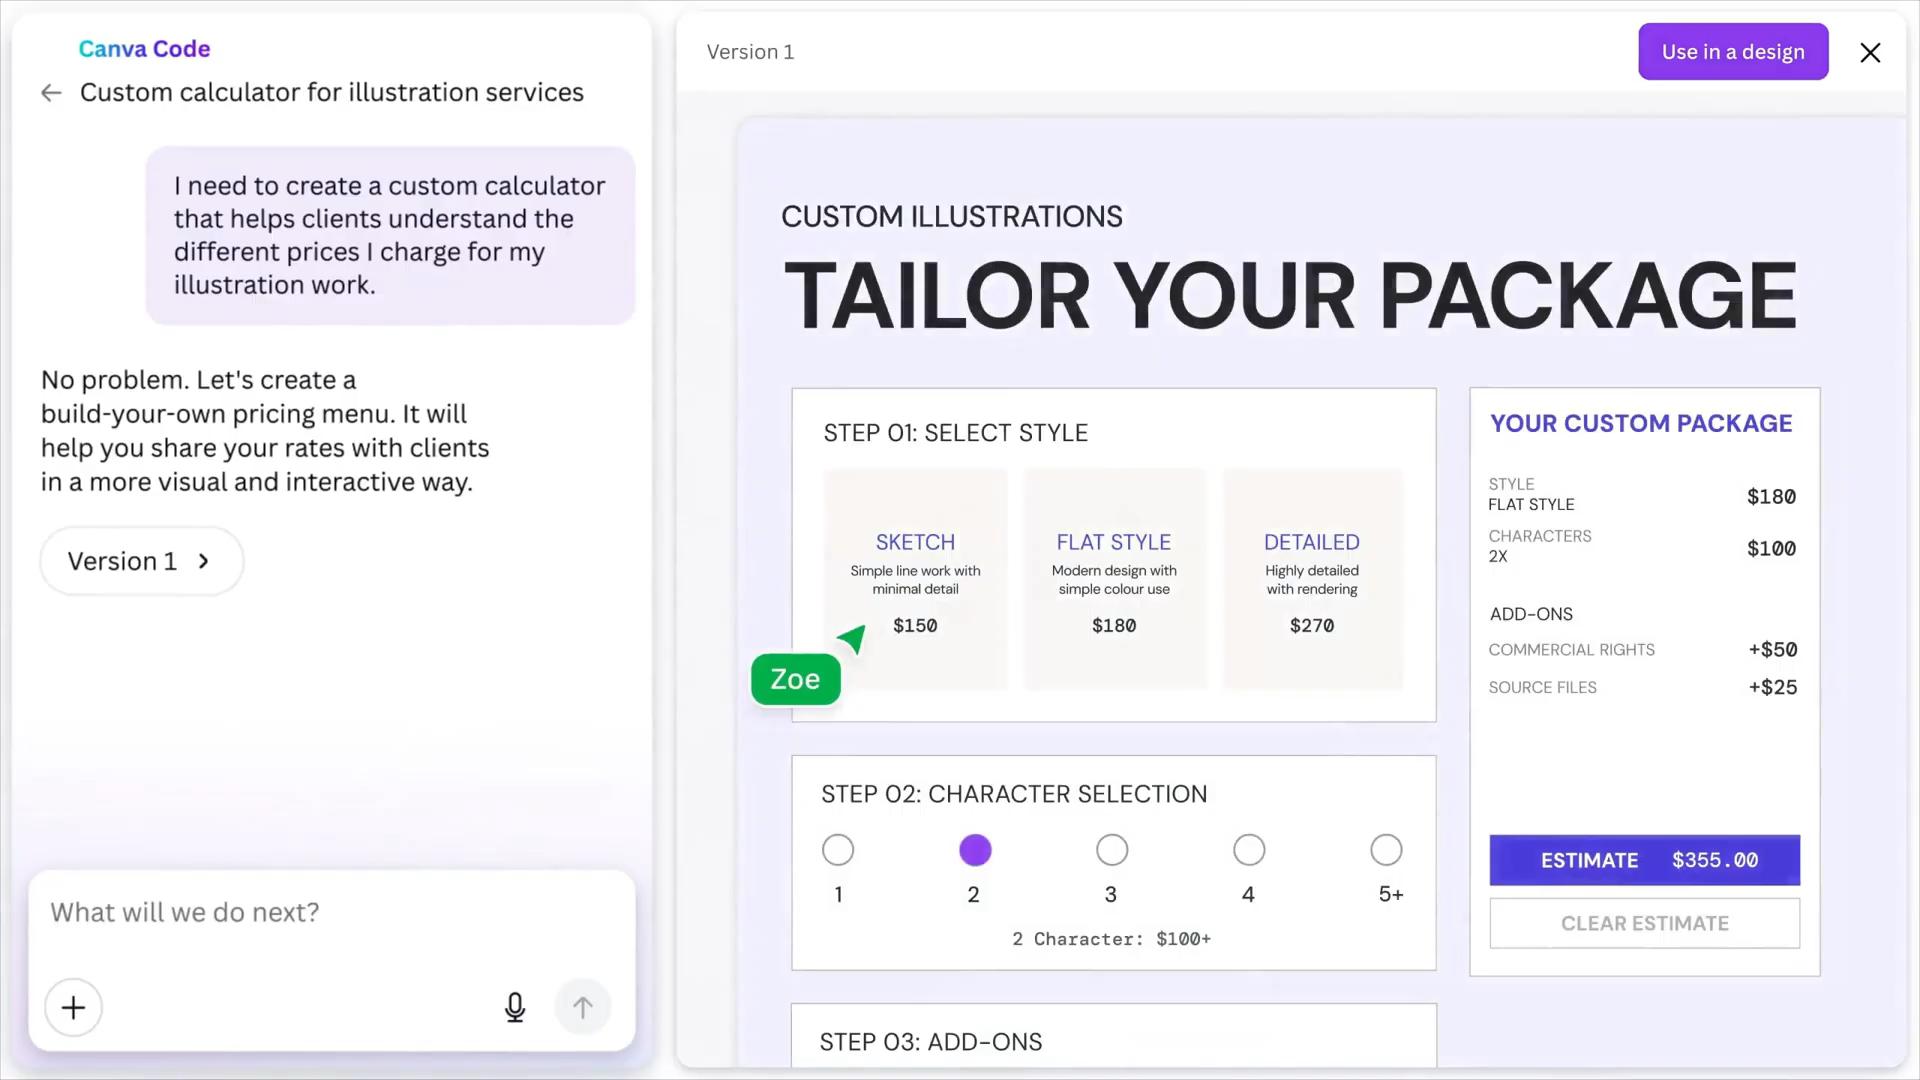 Canva Code
Custom calculator for illustration services
I need to create a custom calculator
that helps clients understand the
different prices I charge for my
illustration work.
No problem. Let's create a
build-your-own pricing menu. It will
help you share your rates with clients
in a more visual and interactive way.
Version 1
What will we do next?
Version 1
Use in a design
CUSTOM ILLUSTRATIONS
TAILOR YOUR PACKAGE
STEP 01: SELECT STYLE
SKETCH
Simple line work with
minimal detail
$150
FLAT STYLE
Modern design with
simple colour use
$180
DETAILED
Highly detailed
with rendering
$270
Zoe
STEP 02: CHARACTER SELECTION
1 2 3 4 5+
2 Character: $100+
STEP 03: ADD-ONS
YOUR CUSTOM PACKAGE
STYLE
FLAT STYLE $180
CHARACTERS
2X $100
ADD-ONS
COMMERCIAL RIGHTS +$50
SOURCE FILES +$25
ESTIMATE $355.00
CLEAR ESTIMATE